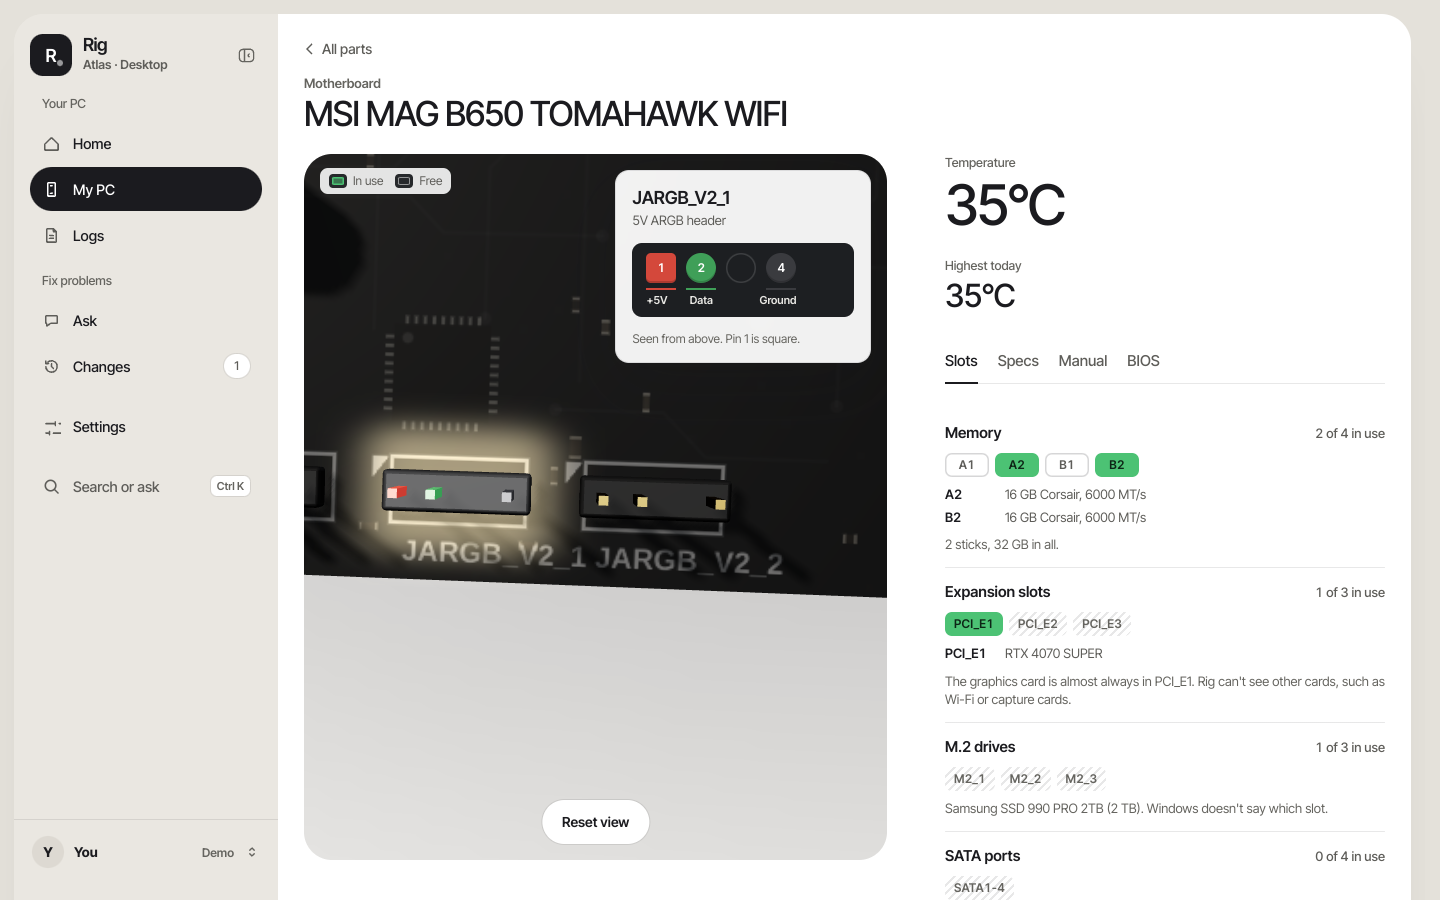 R.
Rig
Atlas · Desktop
Your PC
Home
My PC
Logs
Fix problems
Ask
Changes
1
Settings
Search or ask
Ctrl K
Y
You
Demo
All parts
Motherboard
MSI MAG B650 TOMAHAWK WIFI
In use
Free
JARGB_V2_1
5V ARGB header
1 2 4
+5V Data Ground
Seen from above. Pin 1 is square.
JARGB_V2_1 JARGB_V2_2
Reset view
Temperature
35°C
Highest today
35°C
Slots Specs Manual BIOS
Memory 2 of 4 in use
A1 A2 B1 B2
A2 16 GB Corsair, 6000 MT/s
B2 16 GB Corsair, 6000 MT/s
2 sticks, 32 GB in all.
Expansion slots 1 of 3 in use
PCI_E1 PCI_E2 PCI_E3
PCI_E1 RTX 4070 SUPER
The graphics card is almost always in PCI_E1. Rig can't see other cards, such as
Wi-Fi or capture cards.
M.2 drives 1 of 3 in use
M2_1 M2_2 M2_3
Samsung SSD 990 PRO 2TB (2 TB). Windows doesn't say which slot.
SATA ports 0 of 4 in use
SATA1-4